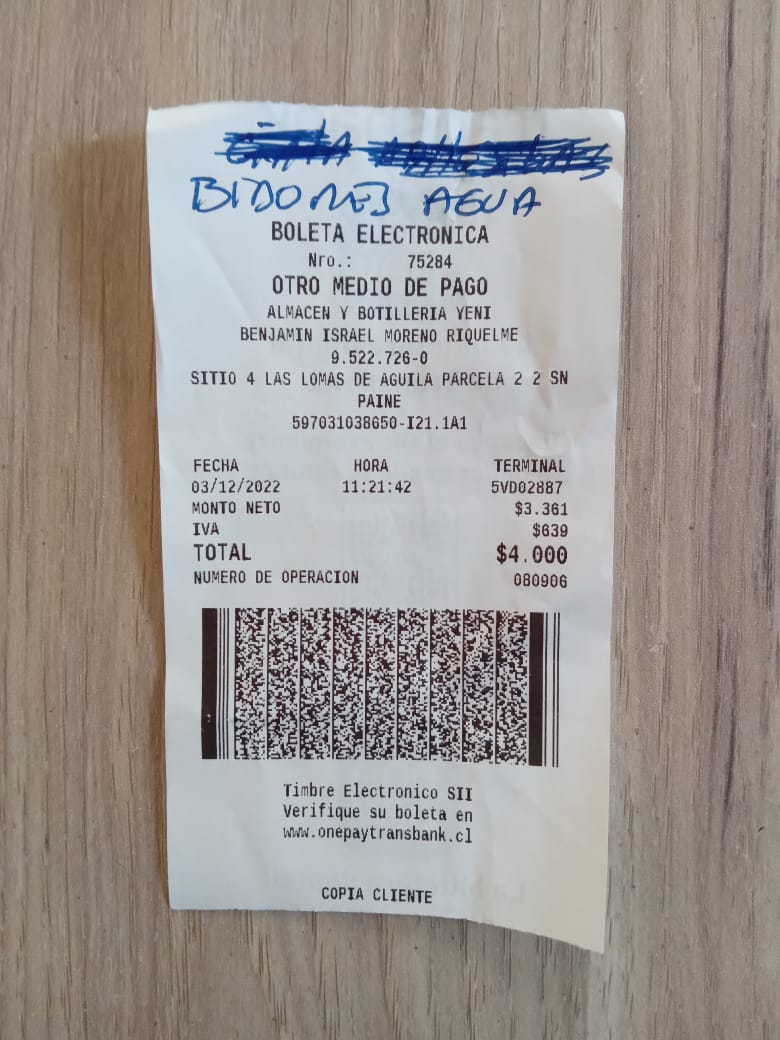 BIDONES AGUA
BOLETA ELECTRONICA
Nro.: 75284
OTRO MEDIO DE PAGO
ALMACEN Y BOTILLERIA YENI
BENJAMIN ISRAEL MORENO RIQUELME
9.522.726-0
SITIO 4 LAS LOMAS DE AGUILA PARCELA 2 2 SN
PAINE
597031038650-I21.1A1
FECHA HORA TERMINAL
03/12/2022 11:21:42 5VD02887
MONTO NETO $3.361
IVA $639
TOTAL $4.000
NUMERO DE OPERACION 080906
Timbre Electronico SII
Verifique su boleta en
www.onepaytransbank.cl
COPIA CLIENTE